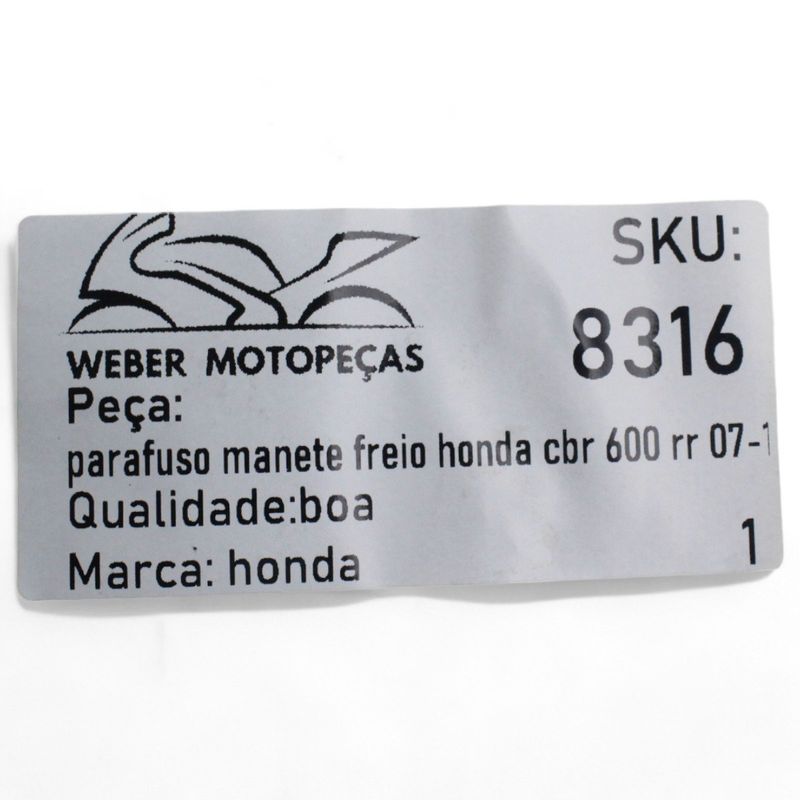 SKU:
8316
WEBER MOTOPEÇAS
Peça:
parafuso manete freio honda cbr 600 rr 07-1
Qualidade:boa
Marca: honda
1